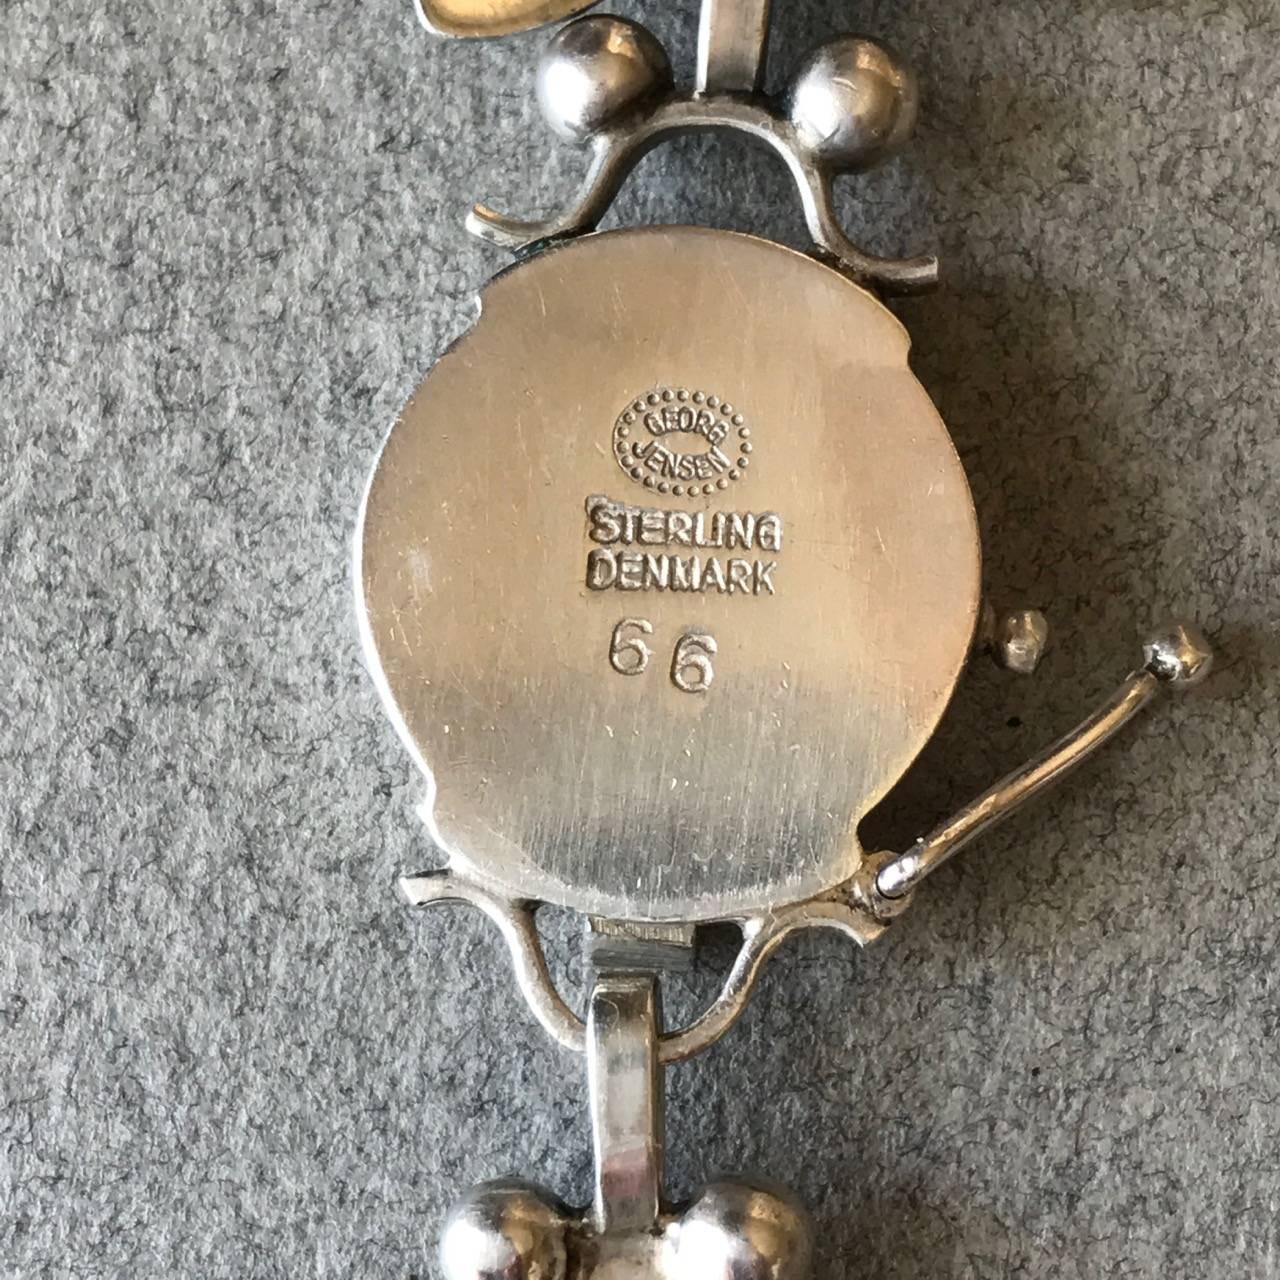 GEORG
JENSEN
STERLING
DENMARK
66